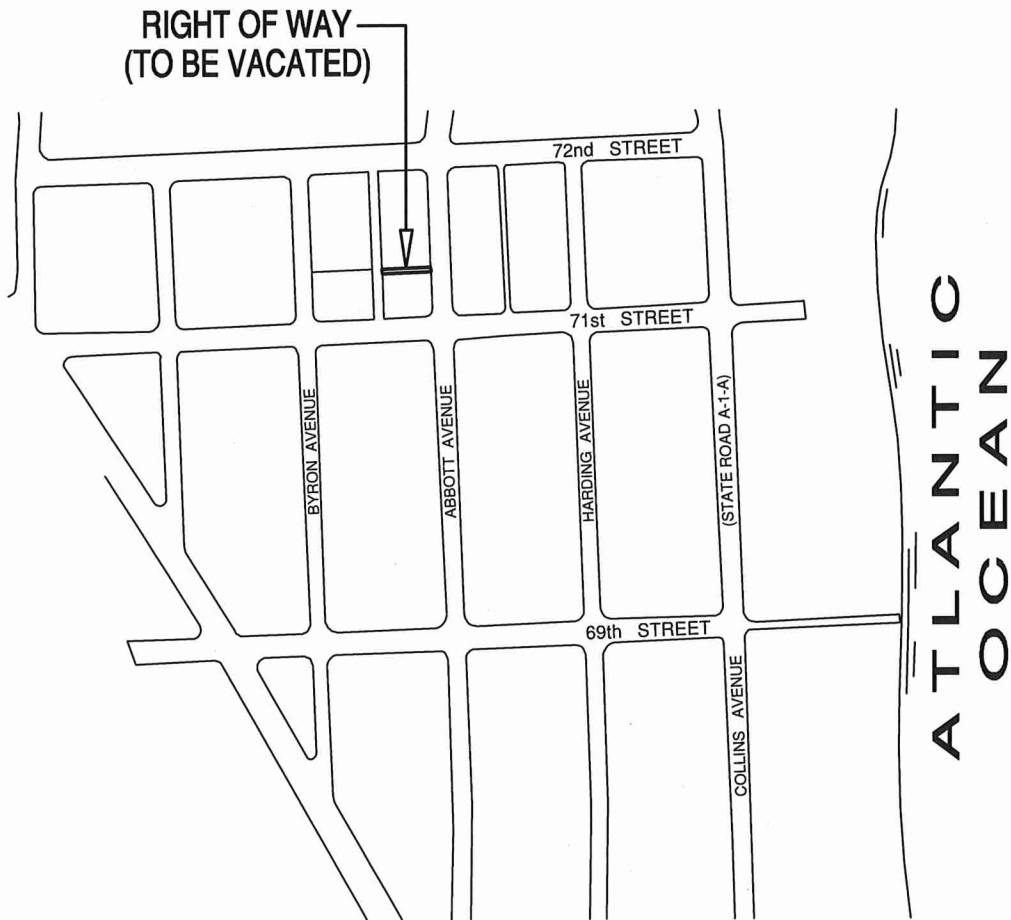 RIGHT OF WAY
(TO BE VACATED)
72nd STREET
71st STREET
BYRON AVENUE
ABBOTT AVENUE
HARDING AVENUE
(STATE ROAD A-1-A)
69th STREET
COLLINS AVENUE
ATLANTIC
OCEAN